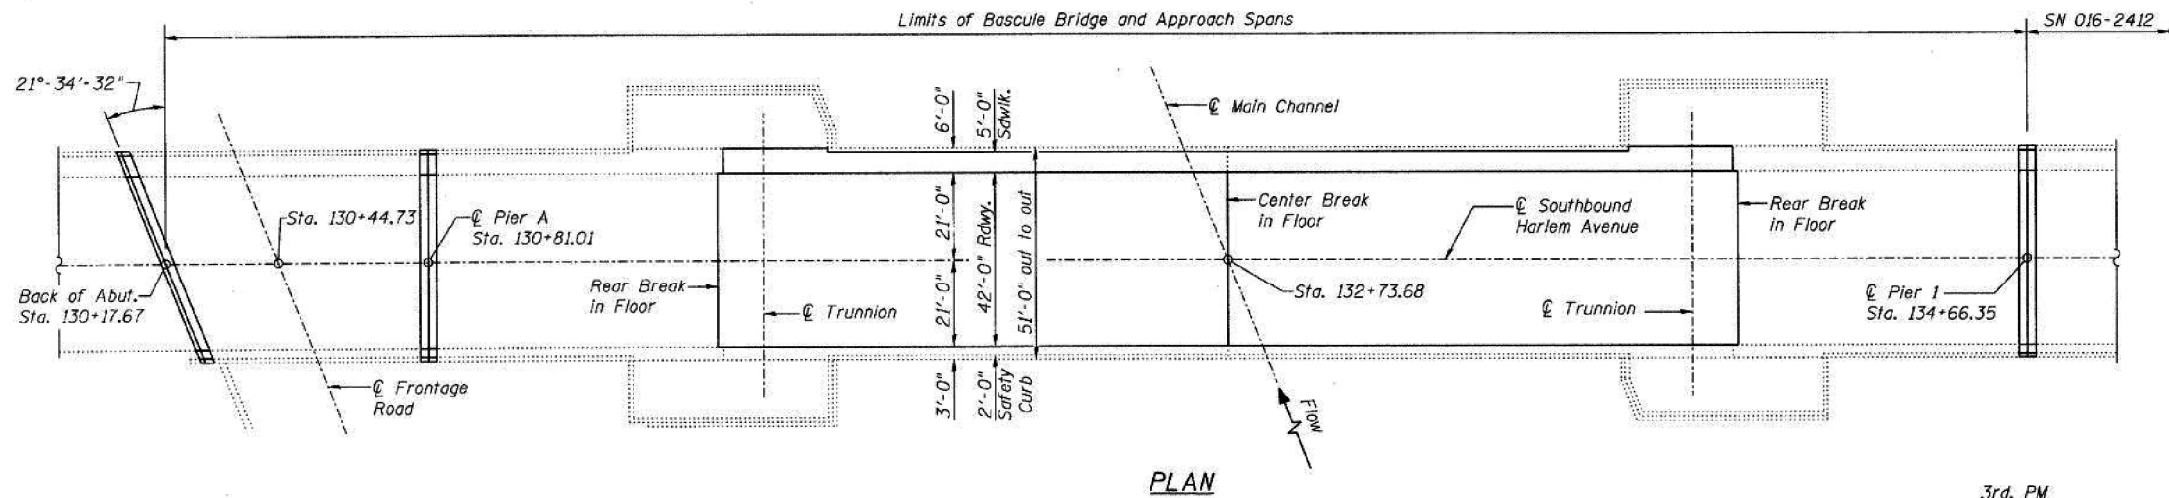 Limits of Bascule Bridge and Approach Spans
SN 016-2412
21°-34'-32"
6'-0"
5'-0"
Sdwlk.
℄ Main Channel
Sta. 130+44.73
℄ Pier A
Sta. 130+81.01
21'-0"
42'-0" Rdwy.
51'-0" out to out
Center Break
in Floor
℄ Southbound
Harlem Avenue
Rear Break
in Floor
Back of Abut.
Sta. 130+17.67
Rear Break
in Floor
℄ Trunnion
21'-0"
Sta. 132+73.68
℄ Trunnion
℄ Pier 1
Sta. 134+66.35
℄ Frontage
Road
3'-0"
2'-0"
Safety
Curb
Flow
PLAN
3rd. PM